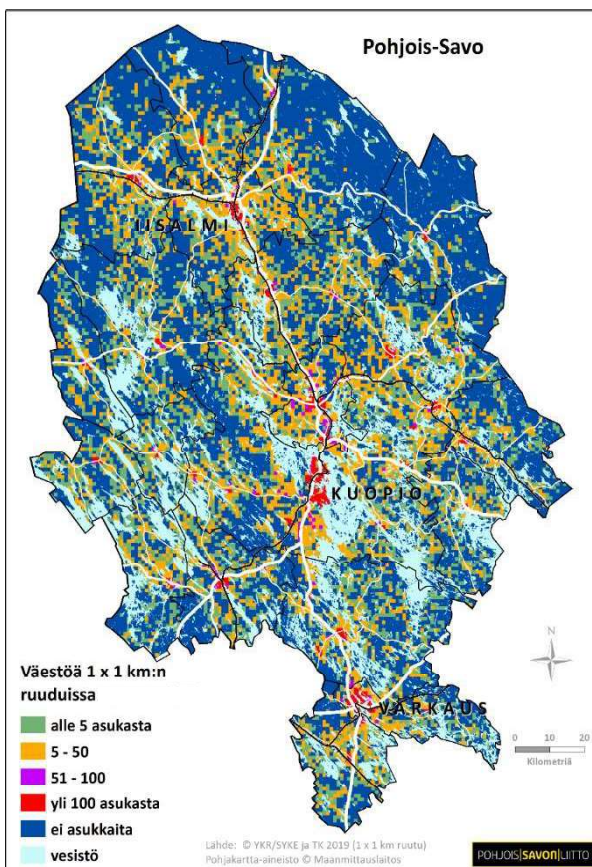 Pohjois-Savo
IISALMI
KUOPIO
VARKAUS
N
Väestöä 1 x 1 km:n
ruuduissa
alle 5 asukasta
5 - 50
51 - 100
yli 100 asukasta
ei asukkaita
vesistö
0 10 20
Kilometriä
Lähde: © YKR/SYKE ja TK 2019 (1 x 1 km ruutu)
Pohjakartta-aineisto © Maanmittauslaitos
POHJOIS|SAVON|LIITTO